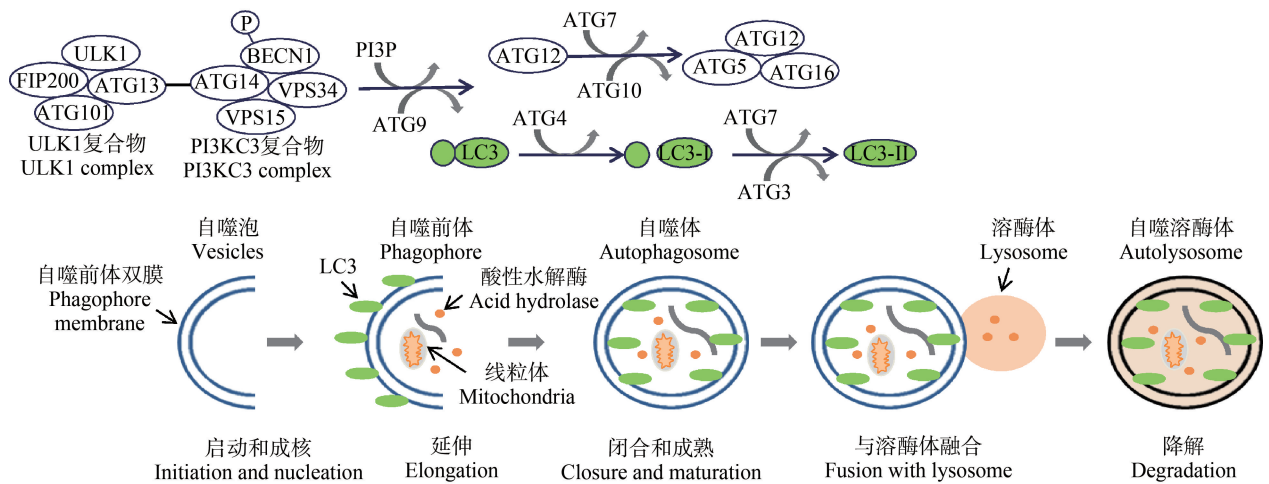 P
ULK1
BECN1
FIP200
ATG13
ATG14
VPS34
ATG101
VPS15
ULK1复合物
ULK1 complex
PI3KC3复合物
PI3KC3 complex
PI3P
ATG9
ATG12
ATG7
ATG10
ATG12
ATG5
ATG16
LC3
ATG4
LC3-I
ATG7
ATG3
LC3-II
自噬泡
Vesicles
自噬前体双膜
Phagophore
membrane
自噬前体
Phagophore
LC3
酸性水解酶
Acid hydrolase
线粒体
Mitochondria
自噬体
Autophagosome
溶酶体
Lysosome
自噬溶酶体
Autolysosome
启动和成核
Initiation and nucleation
延伸
Elongation
闭合和成熟
Closure and maturation
与溶酶体融合
Fusion with lysosome
降解
Degradation